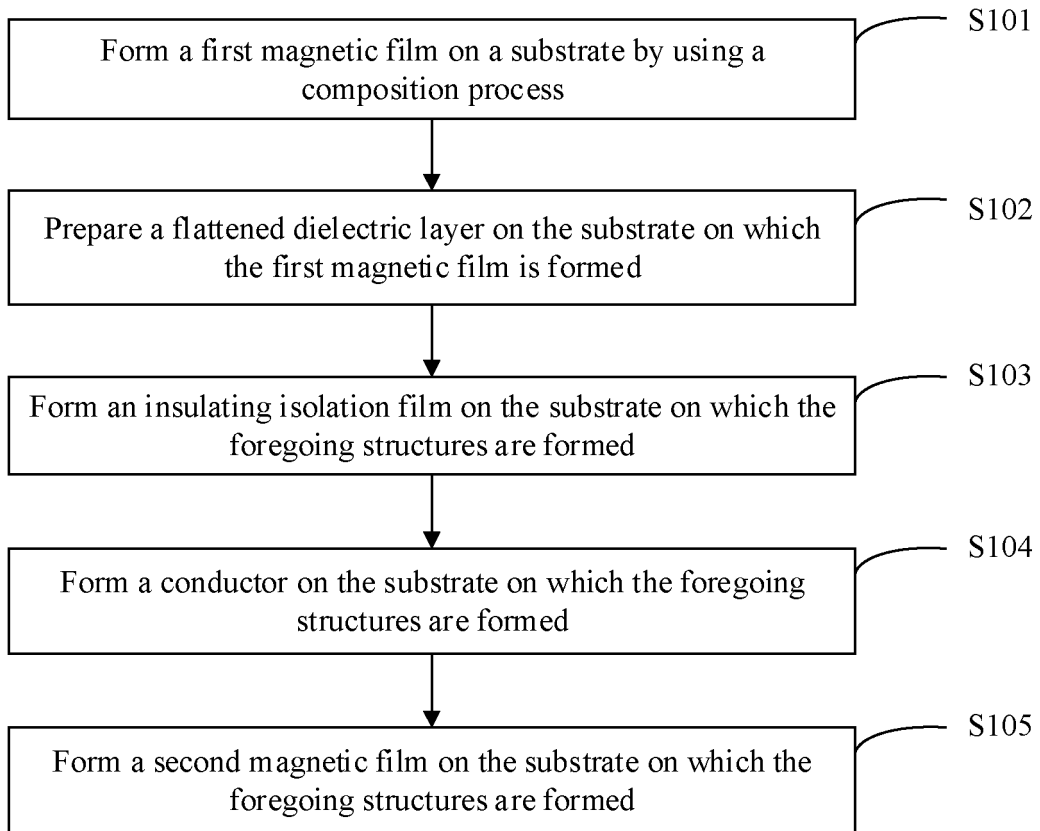 S101
Form a first magnetic film on a substrate by using a
composition process
S102
Prepare a flattened dielectric layer on the substrate on which
the first magnetic film is formed
S103
Form an insulating isolation film on the substrate on which the
foregoing structures are formed
S104
Form a conductor on the substrate on which the foregoing
structures are formed
S105
Form a second magnetic film on the substrate on which the
foregoing structures are formed